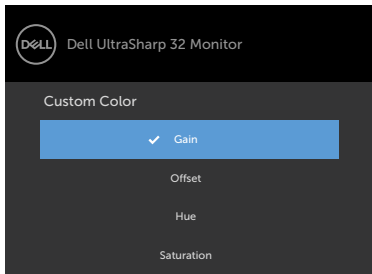 DELL
Dell UltraSharp 32 Monitor
Custom Color
Gain
Offset
Hue
Saturation